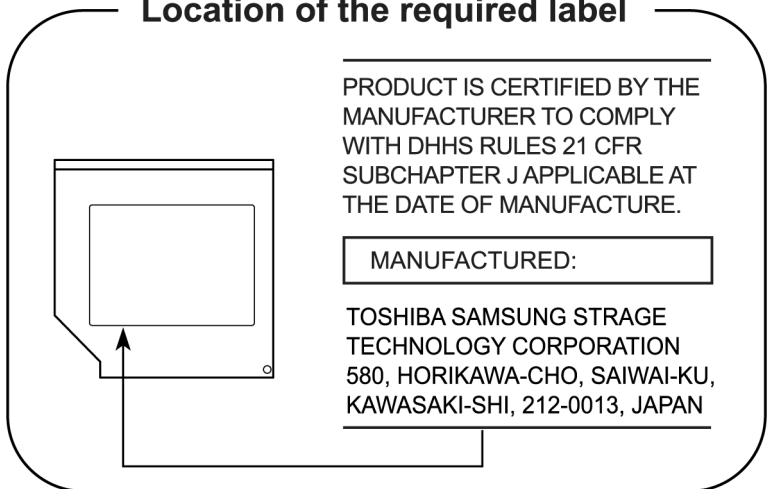 Location of the required label
PRODUCT IS CERTIFIED BY THE
MANUFACTURER TO COMPLY
WITH DHHS RULES 21 CFR
SUBCHAPTER J APPLICABLE AT
THE DATE OF MANUFACTURE.
MANUFACTURED:
TOSHIBA SAMSUNG STRAGE
TECHNOLOGY CORPORATION
580, HORIKAWA-CHO, SAIWAI-KU,
KAWASAKI-SHI, 212-0013, JAPAN